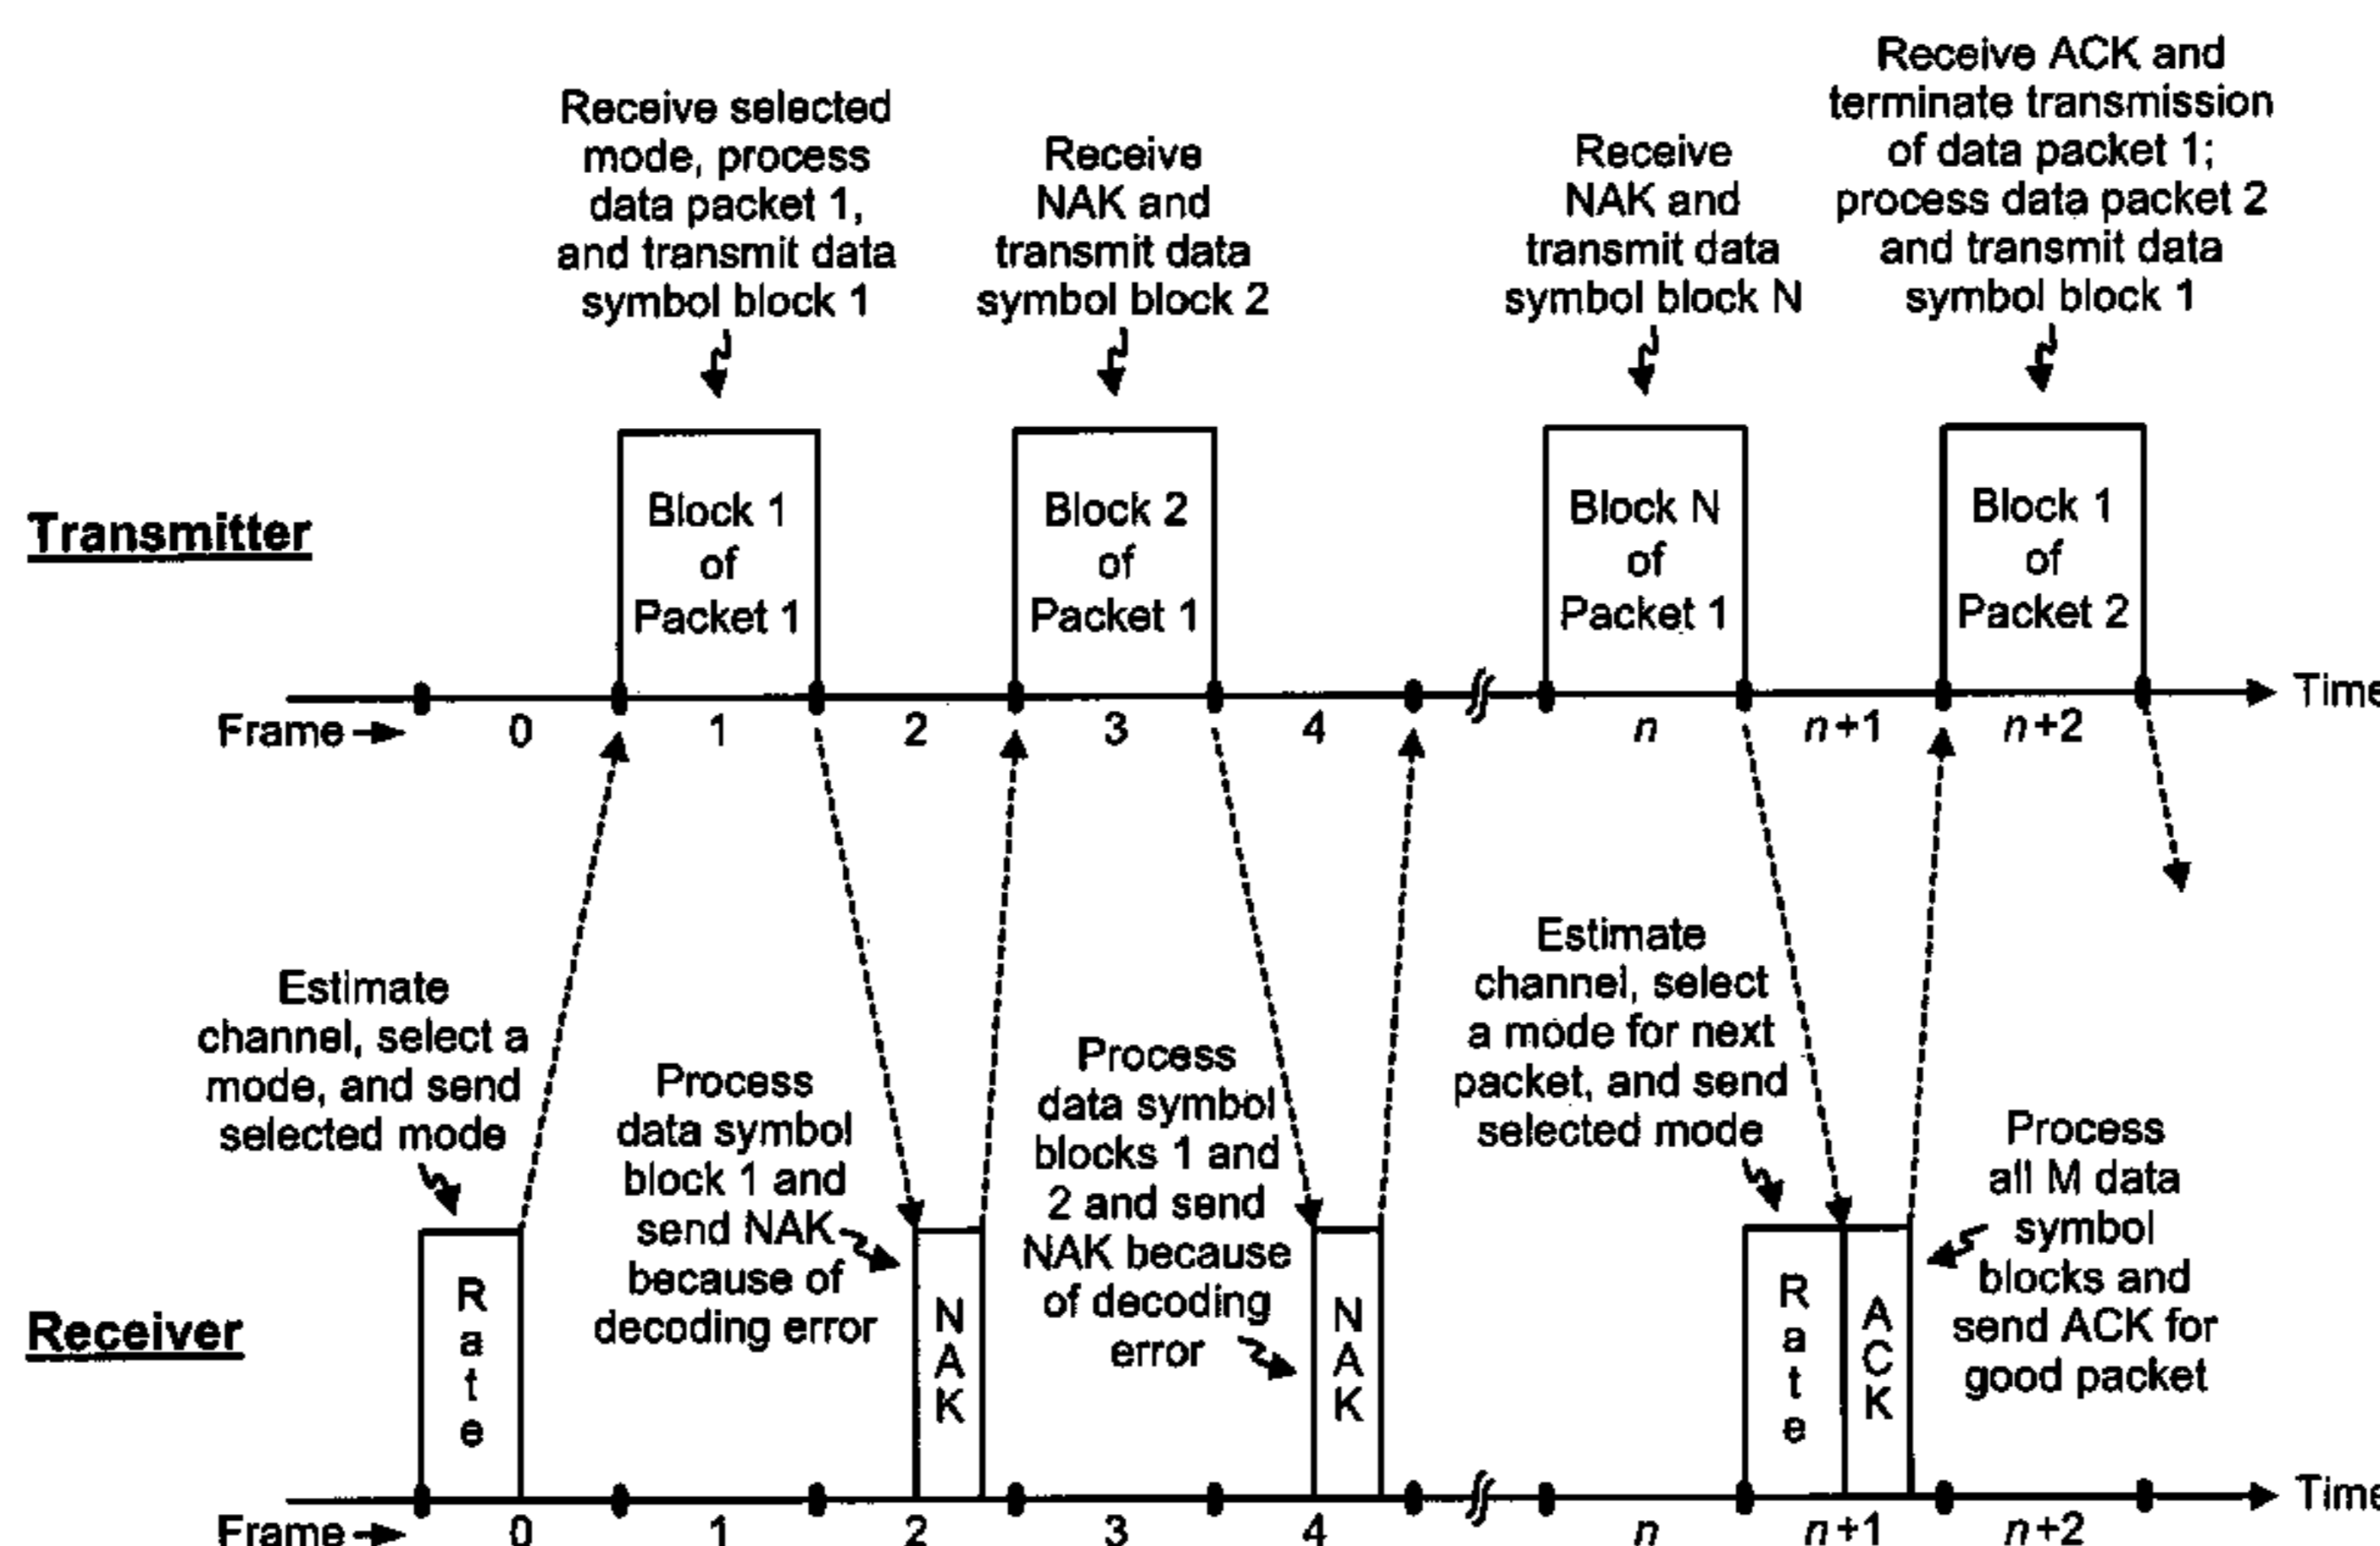 Receive selected
mode, process
data packet 1,
and transmit data
symbol block 1
Receive
NAK and
transmit data
symbol block 2
Receive
NAK and
transmit data
symbol block N
Receive ACK and
terminate transmission
of data packet 1;
process data packet 2
and transmit data
symbol block 1
Transmitter
Block 1
of
Packet 1
Block 2
of
Packet 1
Block N
of
Packet 1
Block 1
of
Packet 2
Time
Frame
0
1
2
3
4
n
n+1
n+2
Estimate
channel, select a
mode, and send
selected mode
Process
data symbol
block 1 and
send NAK
because of
decoding error
Process
data symbol
blocks 1 and
2 and send
NAK because
of decoding
error
Estimate
channel, select
a mode for next
packet, and send
selected mode
Process
all M data
symbol
blocks and
send ACK for
good packet
Receiver
Rate
NAK
NAK
Rate
ACK
Time
Frame
0
1
2
3
4
n
n+1
n+2